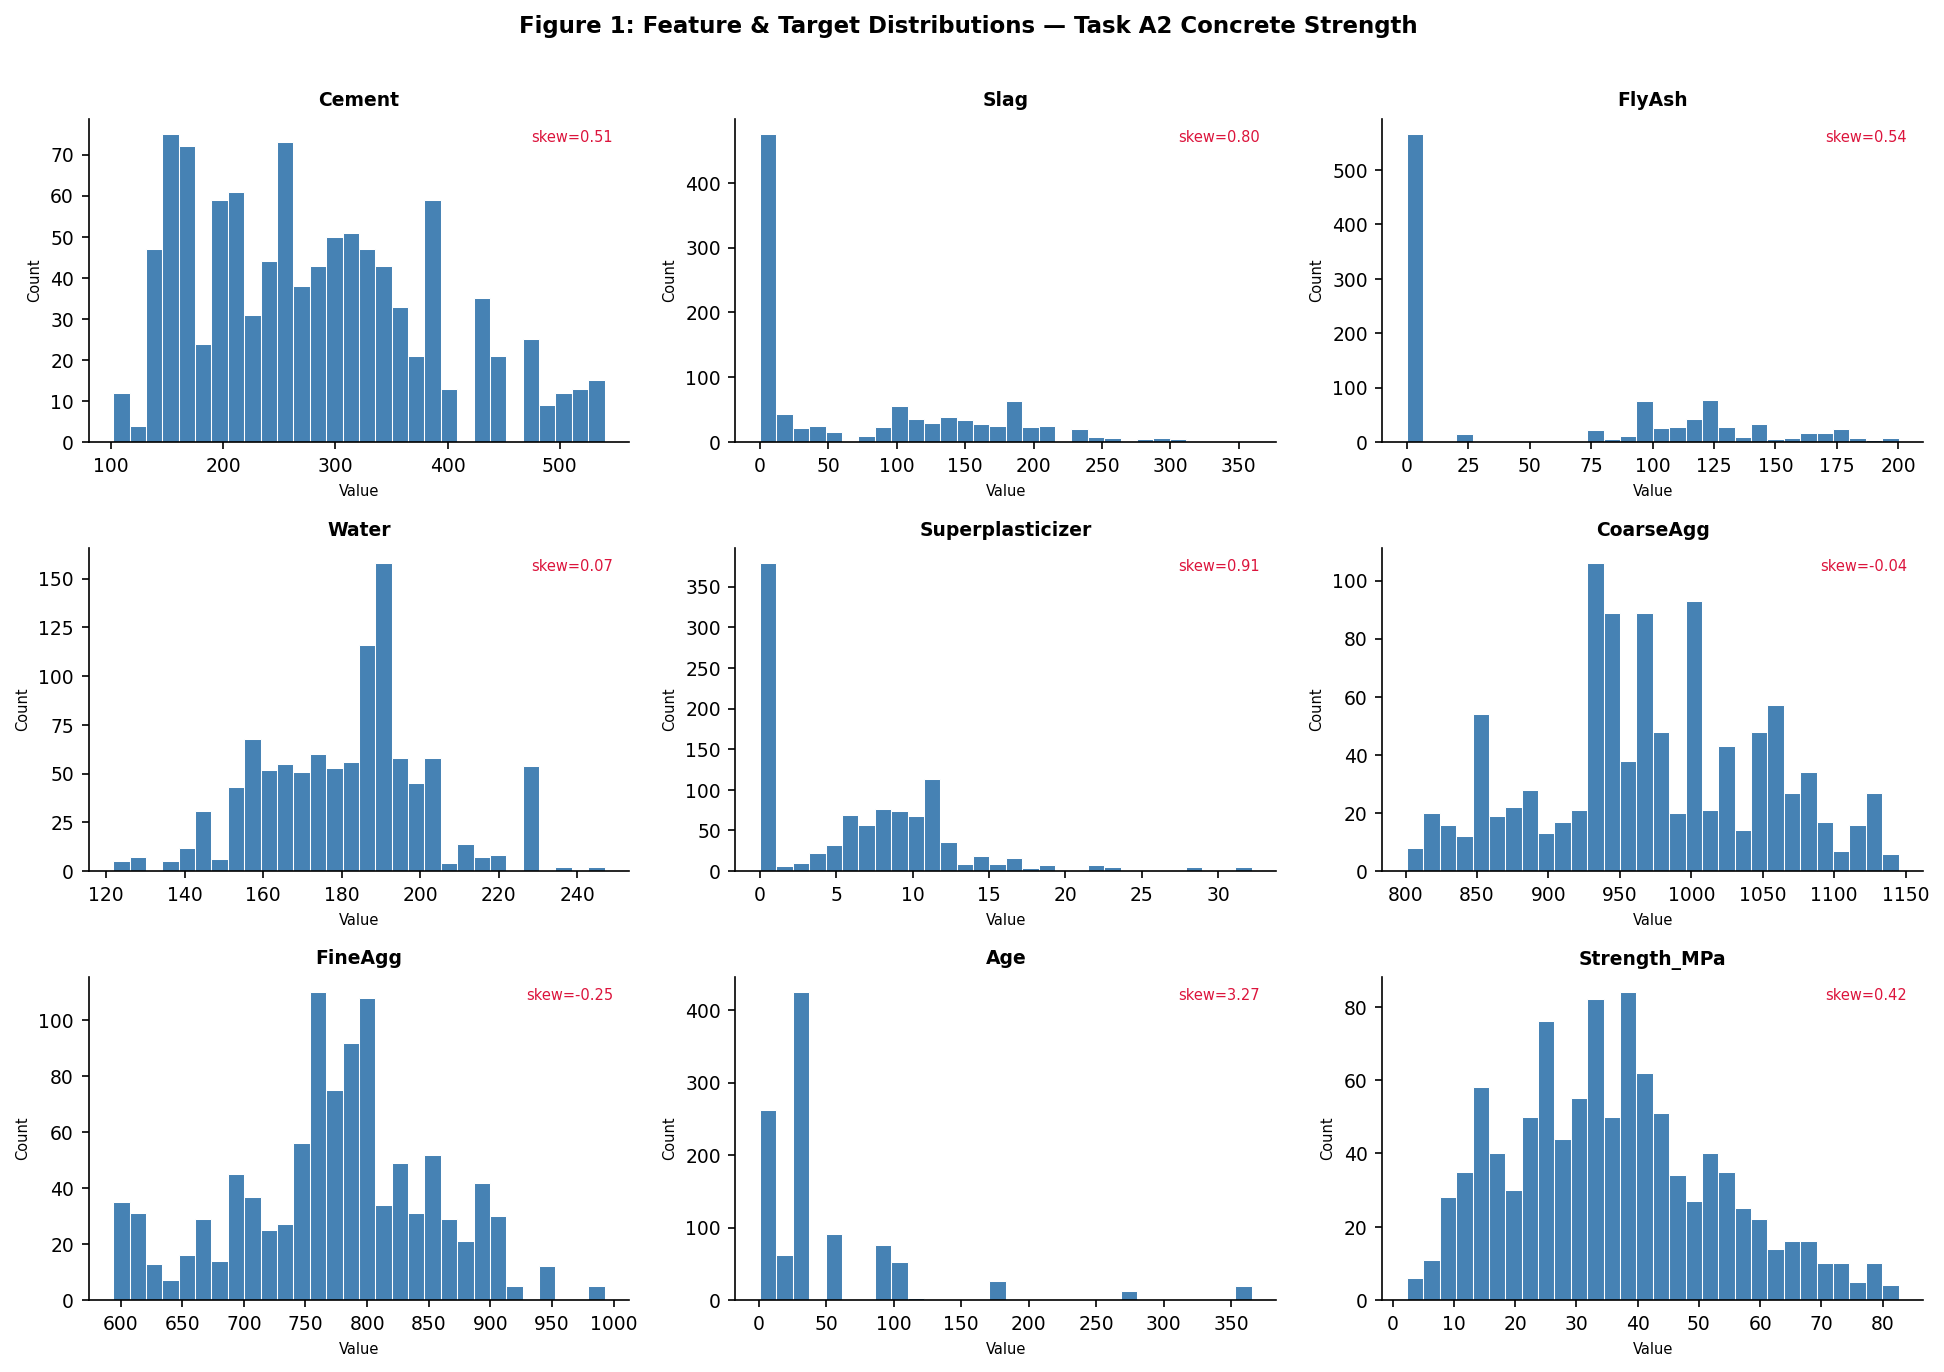 Figure 1: Feature & Target Distributions — Task A2 Concrete Strength
Cement
skew=0.51
Count
70
60
50
40
30
20
10
0
100 200 300 400 500
Value
Slag
skew=0.80
Count
400
300
200
100
0
0 50 100 150 200 250 300 350
Value
FlyAsh
skew=0.54
Count
500
400
300
200
100
0
0 25 50 75 100 125 150 175 200
Value
Water
skew=0.07
Count
150
125
100
75
50
25
0
120 140 160 180 200 220 240
Value
Superplasticizer
skew=0.91
Count
350
300
250
200
150
100
50
0
0 5 10 15 20 25 30
Value
CoarseAgg
skew=-0.04
Count
100
80
60
40
20
0
800 850 900 950 1000 1050 1100 1150
Value
FineAgg
skew=-0.25
Count
100
80
60
40
20
0
600 650 700 750 800 850 900 950 1000
Value
Age
skew=3.27
Count
400
300
200
100
0
0 50 100 150 200 250 300 350
Value
Strength_MPa
skew=0.42
Count
80
60
40
20
0
0 10 20 30 40 50 60 70 80
Value